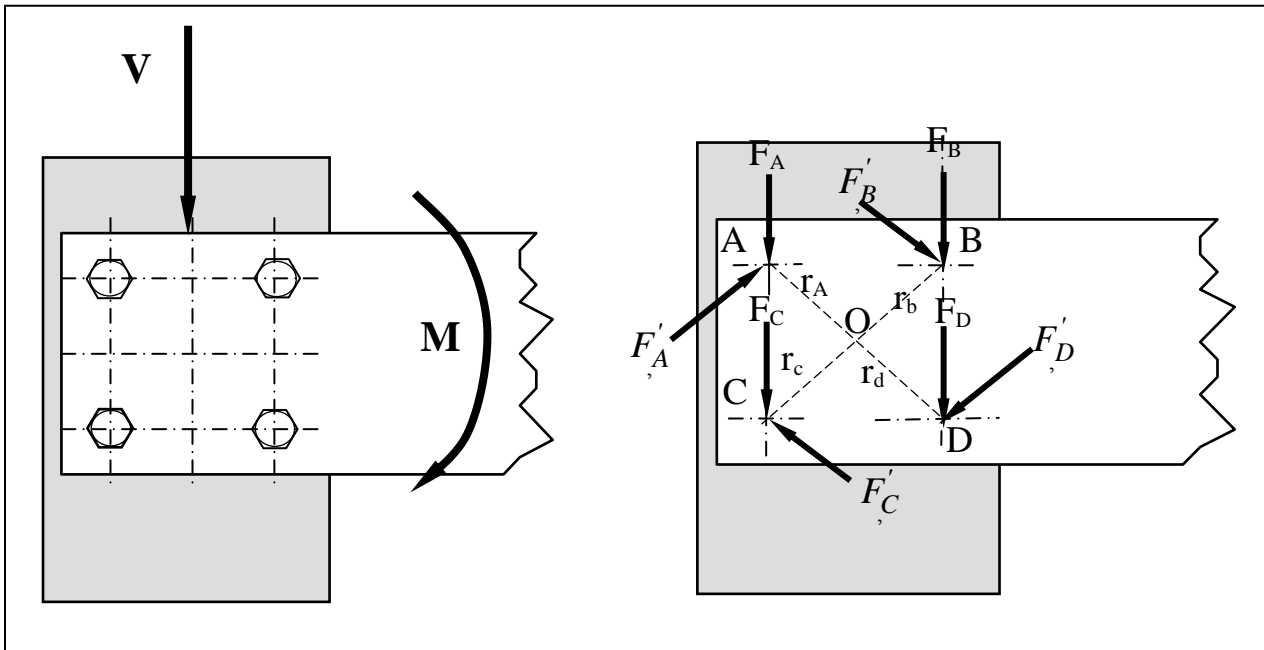 V
M
F_A
F_B
F'_B,
A
B
r_A
F_C
r_b
F_D
O
F'_A,
F'_D,
r_c
r_d
C
D
F'_C,